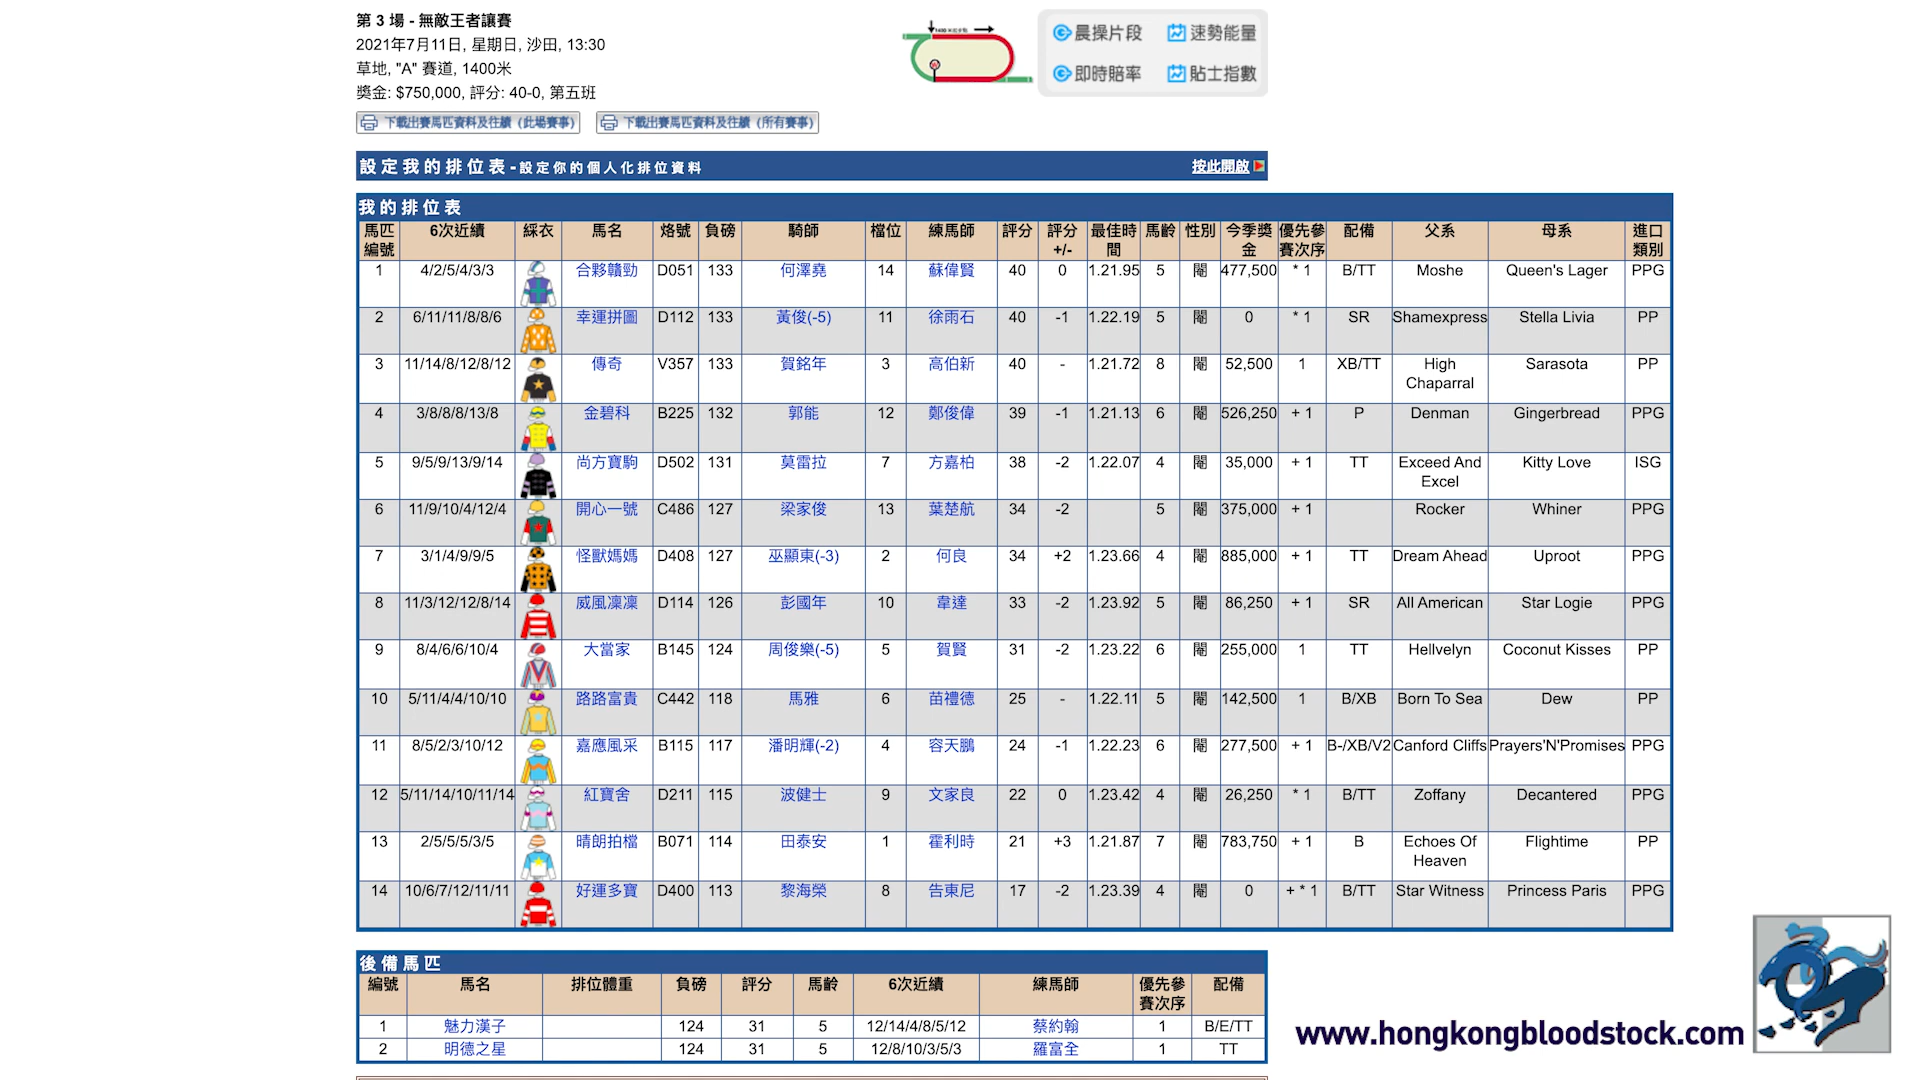 第 3 場 - 無敵王者讓賽
2021年7月11日, 星期日, 沙田, 13:30
草地, "A" 賽道, 1400米
獎金: $750,000, 評分: 40-0, 第五班
晨操片段 速勢能量
即時賠率 貼士指數
下載出賽馬匹資料及往績 (此場賽事) 下載出賽馬匹資料及往績 (所有賽事)
設定我的排位表 - 設定你的個人化排位資料 按此開啟
我的排位表
馬匹編號 6次近績 綵衣 馬名 烙號 負磅 騎師 檔位 練馬師 評分 評分+/- 最佳時間 馬齡 性別 今季獎金 優先參賽次序 配備 父系 母系 進口類別
1 4/2/5/4/3/3 合夥贛勁 D051 133 何澤堯 14 蘇偉賢 40 0 1.21.95 5 閹 477,500 * 1 B/TT Moshe Queen's Lager PPG
2 6/11/11/8/8/6 幸運拼圖 D112 133 黃俊(-5) 11 徐雨石 40 -1 1.22.19 5 閹 0 * 1 SR Shamexpress Stella Livia PP
3 11/14/8/12/8/12 傳奇 V357 133 賀銘年 3 高伯新 40 - 1.21.72 8 閹 52,500 1 XB/TT High Chaparral Sarasota PP
4 3/8/8/8/13/8 金碧科 B225 132 郭能 12 鄭俊偉 39 -1 1.21.13 6 閹 526,250 + 1 P Denman Gingerbread PPG
5 9/5/9/13/9/14 尚方寶駒 D502 131 莫雷拉 7 方嘉柏 38 -2 1.22.07 4 閹 35,000 + 1 TT Exceed And Excel Kitty Love ISG
6 11/9/10/4/12/4 開心一號 C486 127 梁家俊 13 葉楚航 34 -2 5 閹 375,000 + 1 Rocker Whiner PPG
7 3/1/4/9/9/5 怪獸媽媽 D408 127 巫顯東(-3) 2 何良 34 +2 1.23.66 4 閹 885,000 + 1 TT Dream Ahead Uproot PPG
8 11/3/12/12/8/14 威風凜凜 D114 126 彭國年 10 韋達 33 -2 1.23.92 5 閹 86,250 + 1 SR All American Star Logie PPG
9 8/4/6/6/10/4 大當家 B145 124 周俊樂(-5) 5 賀賢 31 -2 1.23.22 6 閹 255,000 1 TT Hellvelyn Coconut Kisses PP
10 5/11/4/4/10/10 路路富貴 C442 118 馬雅 6 苗禮德 25 - 1.22.11 5 閹 142,500 1 B/XB Born To Sea Dew PP
11 8/5/2/3/10/12 嘉應風采 B115 117 潘明輝(-2) 4 容天鵬 24 -1 1.22.23 6 閹 277,500 + 1 B-/XB/V2 Canford Cliffs Prayers'N'Promises PPG
12 5/11/14/10/11/14 紅寶舍 D211 115 波健士 9 文家良 22 0 1.23.42 4 閹 26,250 * 1 B/TT Zoffany Decantered PPG
13 2/5/5/5/3/5 晴朗拍檔 B071 114 田泰安 1 霍利時 21 +3 1.21.87 7 閹 783,750 + 1 B Echoes Of Heaven Flightime PP
14 10/6/7/12/11/11 好運多寶 D400 113 黎海榮 8 告東尼 17 -2 1.23.39 4 閹 0 + * 1 B/TT Star Witness Princess Paris PPG
後備馬匹
編號 馬名 排位體重 負磅 評分 馬齡 6次近績 練馬師 優先參賽次序 配備
1 魅力漢子 124 31 5 12/14/4/8/5/12 蔡約翰 1 B/E/TT
2 明德之星 124 31 5 12/8/10/3/5/3 羅富全 1 TT
www.hongkongbloodstock.com